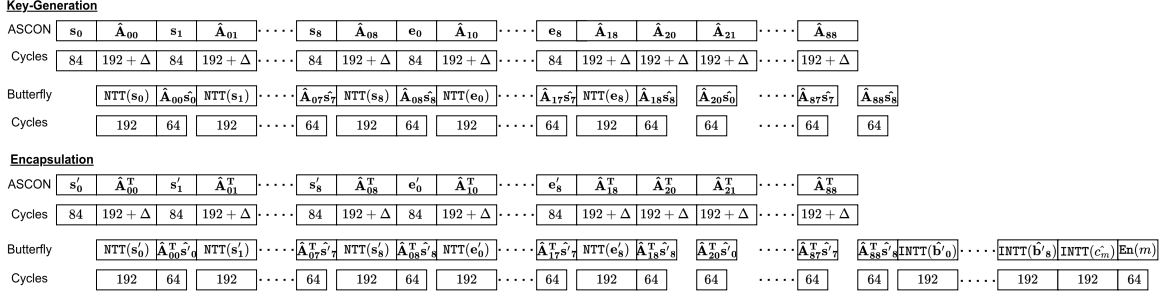 Key-Generation
ASCON s₀ Â₀₀ s₁ Â₀₁ ····· s₈ Â₀₈ e₀ Â₁₀ ····· e₈ Â₁₈ Â₂₀ Â₂₁ ····· Â₈₈
Cycles 84 192 + Δ 84 192 + Δ ····· 84 192 + Δ 84 192 + Δ ····· 84 192 + Δ 192 + Δ 192 + Δ ····· 192 + Δ
Butterfly NTT(s₀) Â₀₀ŝ₀ NTT(s₁) ····· Â₀₇ŝ₇ NTT(s₈) Â₀₈ŝ₈ NTT(e₀) ····· Â₁₇ŝ₇ NTT(e₈) Â₁₈ŝ₈ Â₂₀ŝ₀ ····· Â₈₇ŝ₇ Â₈₈ŝ₈
Cycles 192 64 192 ····· 64 192 64 192 ····· 64 192 64 64 ····· 64 64
Encapsulation
ASCON s′₀ Âᵀ₀₀ s′₁ Âᵀ₀₁ ····· s′₈ Âᵀ₀₈ e′₀ Âᵀ₁₀ ····· e′₈ Âᵀ₁₈ Âᵀ₂₀ Âᵀ₂₁ ····· Âᵀ₈₈
Cycles 84 192 + Δ 84 192 + Δ ····· 84 192 + Δ 84 192 + Δ ····· 84 192 + Δ 192 + Δ 192 + Δ ····· 192 + Δ
Butterfly NTT(s′₀) Âᵀ₀₀ŝ′₀ NTT(s′₁) ····· Âᵀ₀₇ŝ′₇ NTT(s′₈) Âᵀ₀₈ŝ′₈ NTT(e′₀) ····· Âᵀ₁₇ŝ′₇ NTT(e′₈) Âᵀ₁₈ŝ′₈ Âᵀ₂₀ŝ′₀ ····· Âᵀ₈₇ŝ′₇ Âᵀ₈₈ŝ′₈ INTT(b̂′₀) ····· INTT(b̂′₈) INTT(ĉₘ) En(m)
Cycles 192 64 192 ····· 64 192 64 192 ····· 64 192 64 64 ····· 64 64 192 ····· 192 192 64